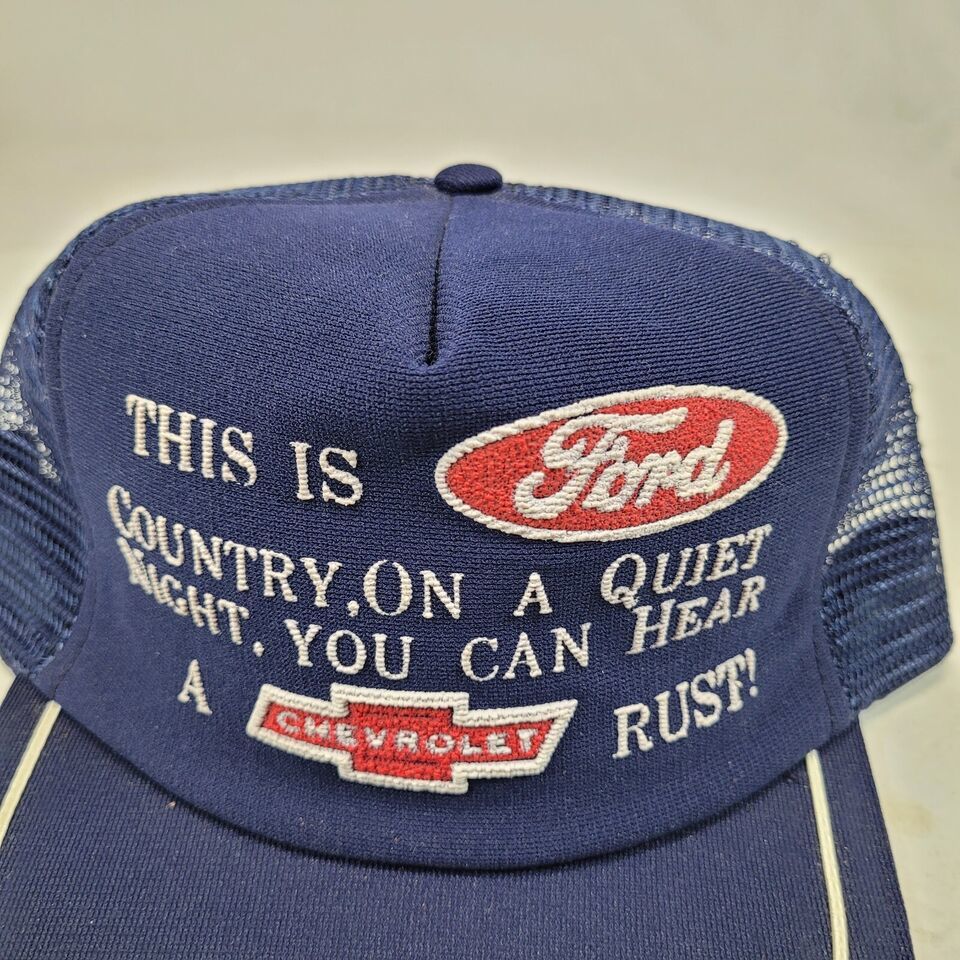 THIS IS Ford
COUNTRY, ON A QUIET
NIGHT. YOU CAN HEAR
A CHEVROLET RUST!